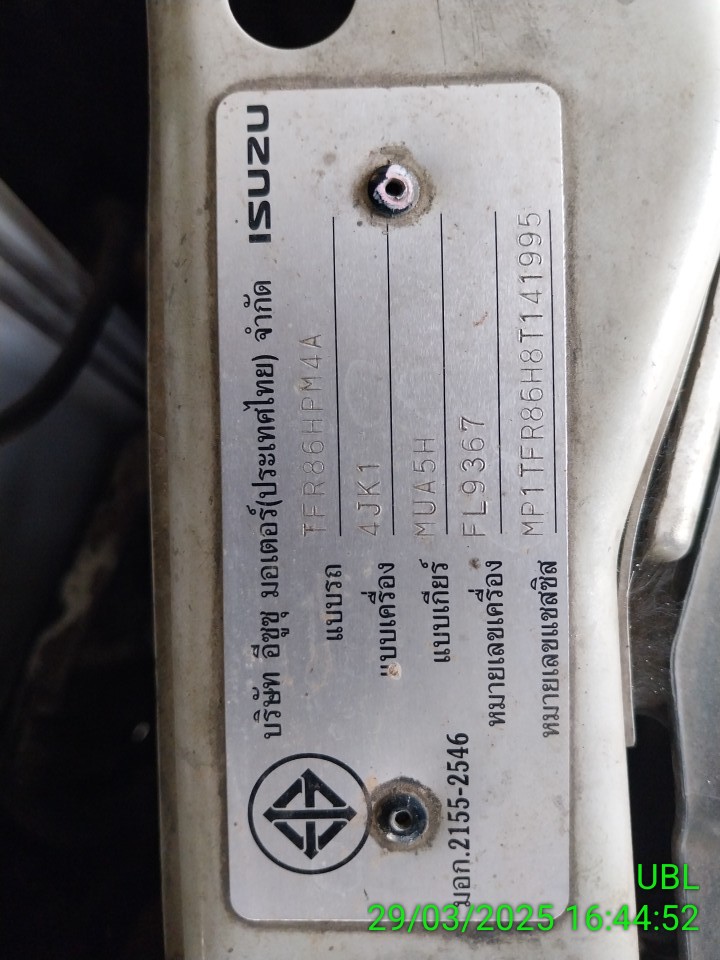 บริษัท อีซูซุ มอเตอร์(ประเทศไทย) จำกัด ISUZU
แบบรถ TFR86HPM4A
แบบเครื่อง 4JK1
แบบเกียร์ MUA5H
หมายเลขเครื่อง FL9367
หมายเลขแชสซิส MP1TFR86H8T141995
มอก.2155-2546
UBL
29/03/2025 16:44:52